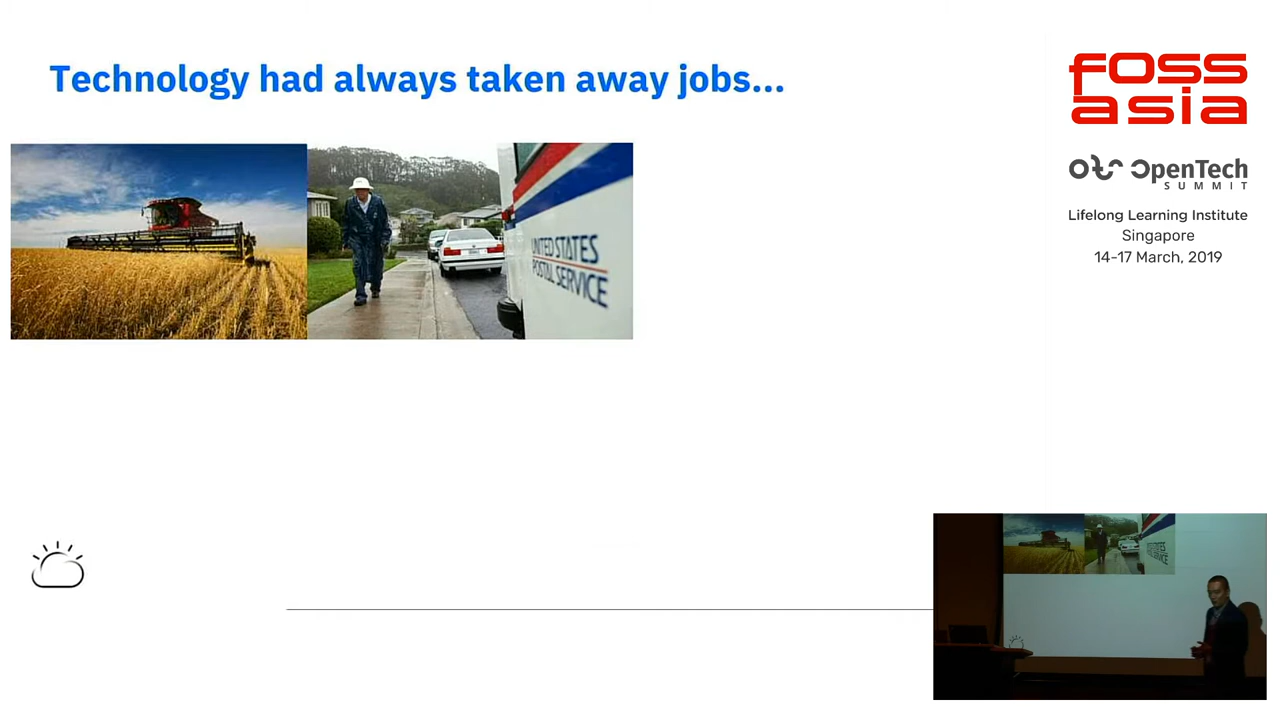 Technology had always taken away jobs...
foss
asia
OpenTech
SUMMIT
Lifelong Learning Institute
Singapore
14-17 March, 2019
UNITED STATES
POSTAL SERVICE